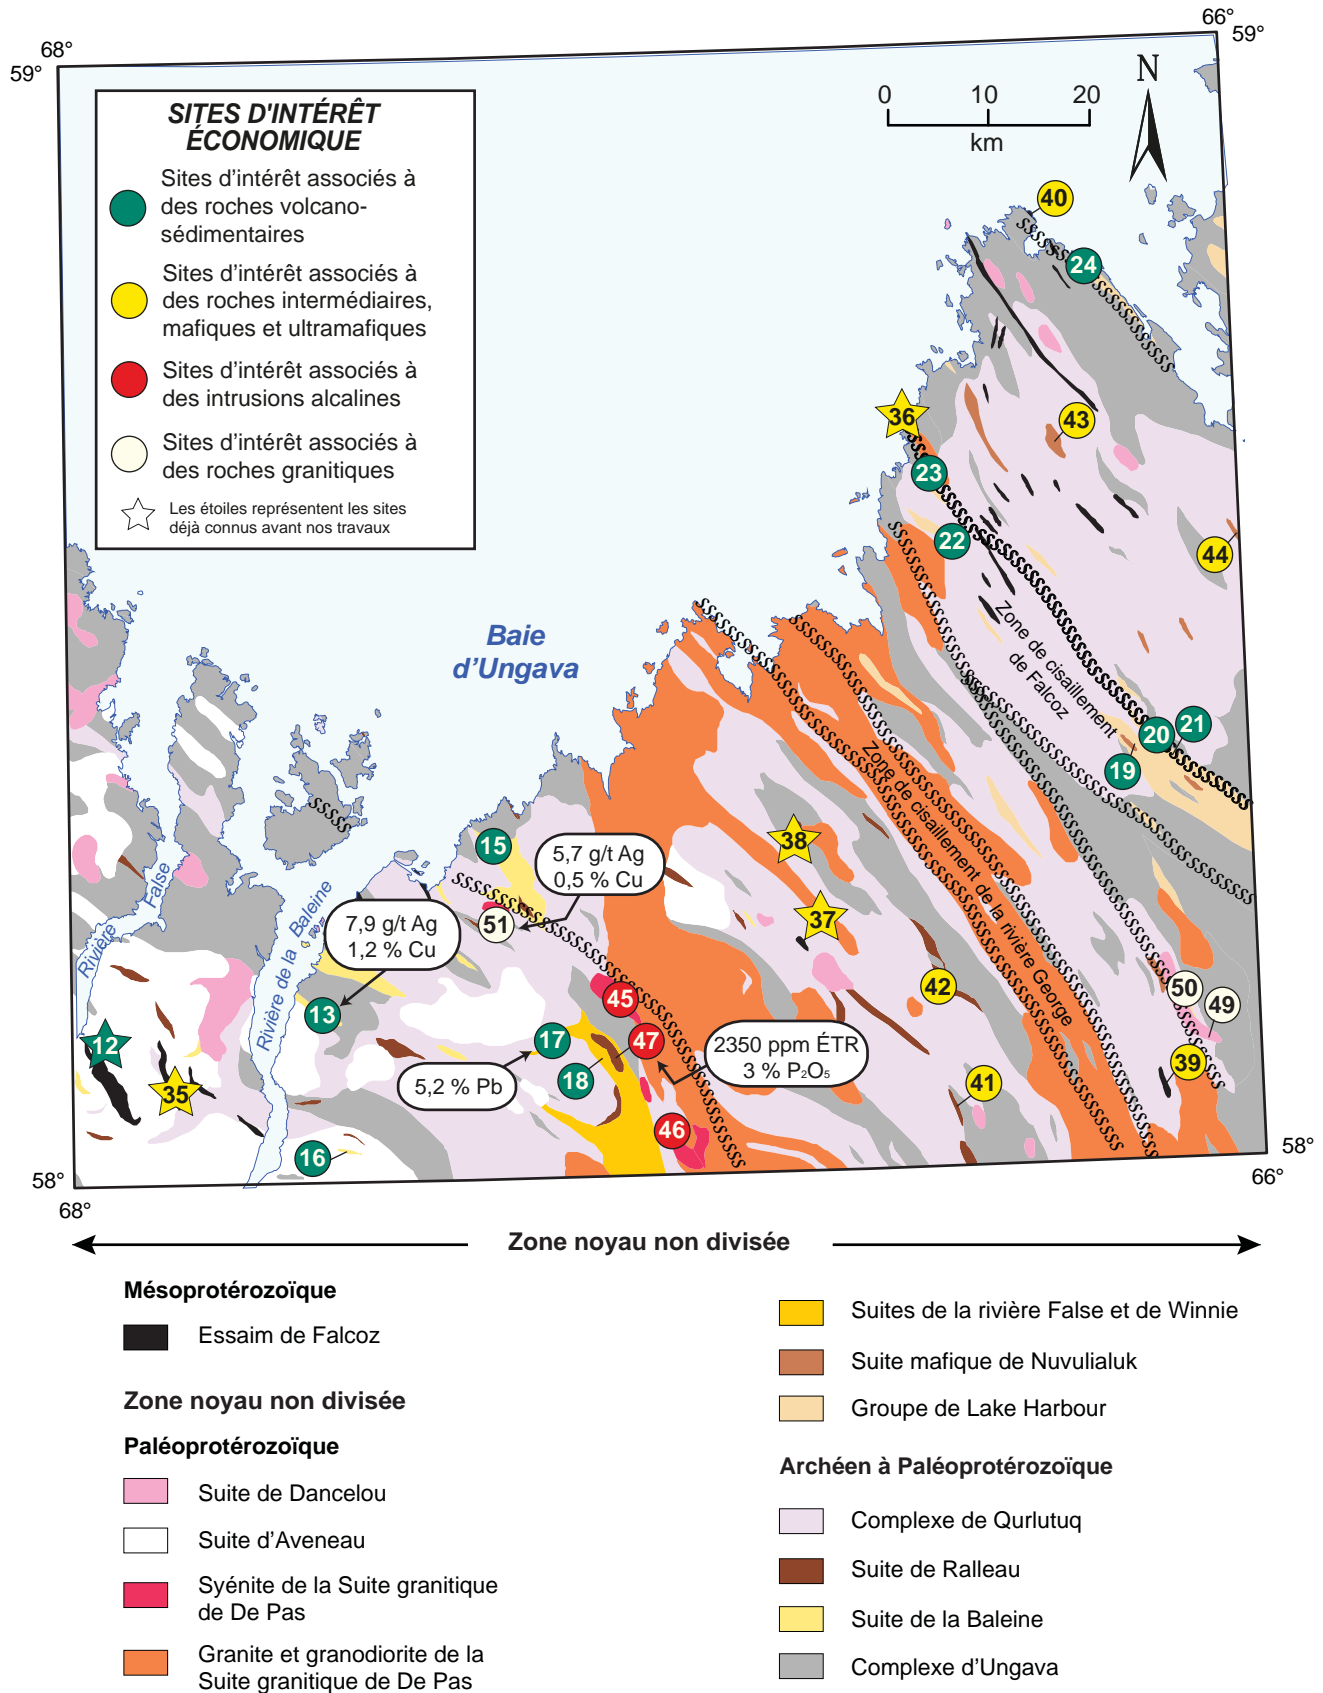 68°
66°
59°
59°
N
0 10 20
km
SITES D'INTÉRÊT
ÉCONOMIQUE
Sites d'intérêt associés à
des roches volcano-
sédimentaires
Sites d'intérêt associés à
des roches intermédiaires,
mafiques et ultramafiques
Sites d'intérêt associés à
des intrusions alcalines
Sites d'intérêt associés à
des roches granitiques
Les étoiles représentent les sites
déjà connus avant nos travaux
40
24
36
43
23
22
44
Baie
d'Ungava
Zone de cisaillement
de Falcoz
20
21
19
Zone de cisaillement de la rivière George
38
15
5,7 g/t Ag
0,5 % Cu
37
51
Rivière False
Rivière de la Baleine
7,9 g/t Ag
1,2 % Cu
42
50
49
45
13
12
17
47
2350 ppm ÉTR
3 % P₂O₅
39
18
5,2 % Pb
41
35
46
16
58°
58°
68°
66°
Zone noyau non divisée
Mésoprotérozoïque
Essaim de Falcoz
Zone noyau non divisée
Paléoprotérozoïque
Suite de Dancelou
Suite d'Aveneau
Syénite de la Suite granitique
de De Pas
Granite et granodiorite de la
Suite granitique de De Pas
Suites de la rivière False et de Winnie
Suite mafique de Nuvulialuk
Groupe de Lake Harbour
Archéen à Paléoprotérozoïque
Complexe de Qurlutuq
Suite de Ralleau
Suite de la Baleine
Complexe d'Ungava